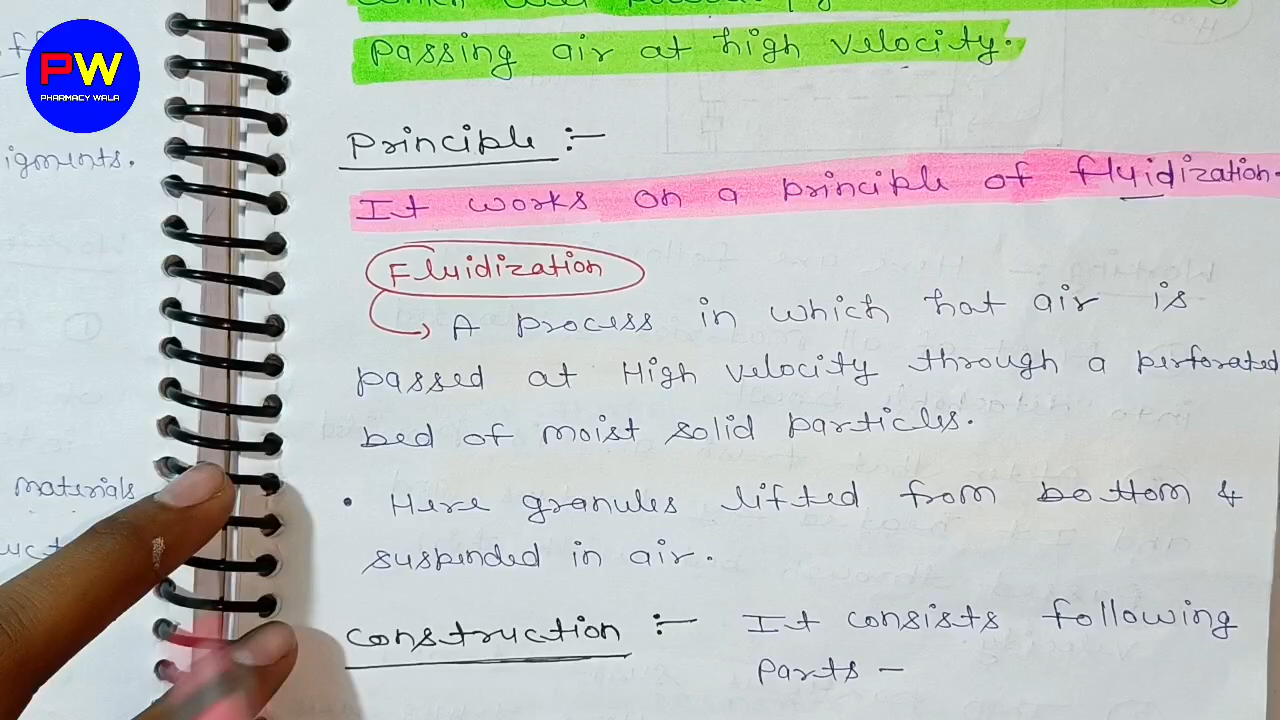 PW
PHARMACY WALA
Passing air at high velocity.
igments.
Principle :-
It works on a principle of fluidization.
Fluidization
A process in which hat air is
passed at High velocity through a perforated
bed of moist solid particles.
materials
• Here granules lifted from bottom &
suspended in air.
Construction :- It consists following
Parts -